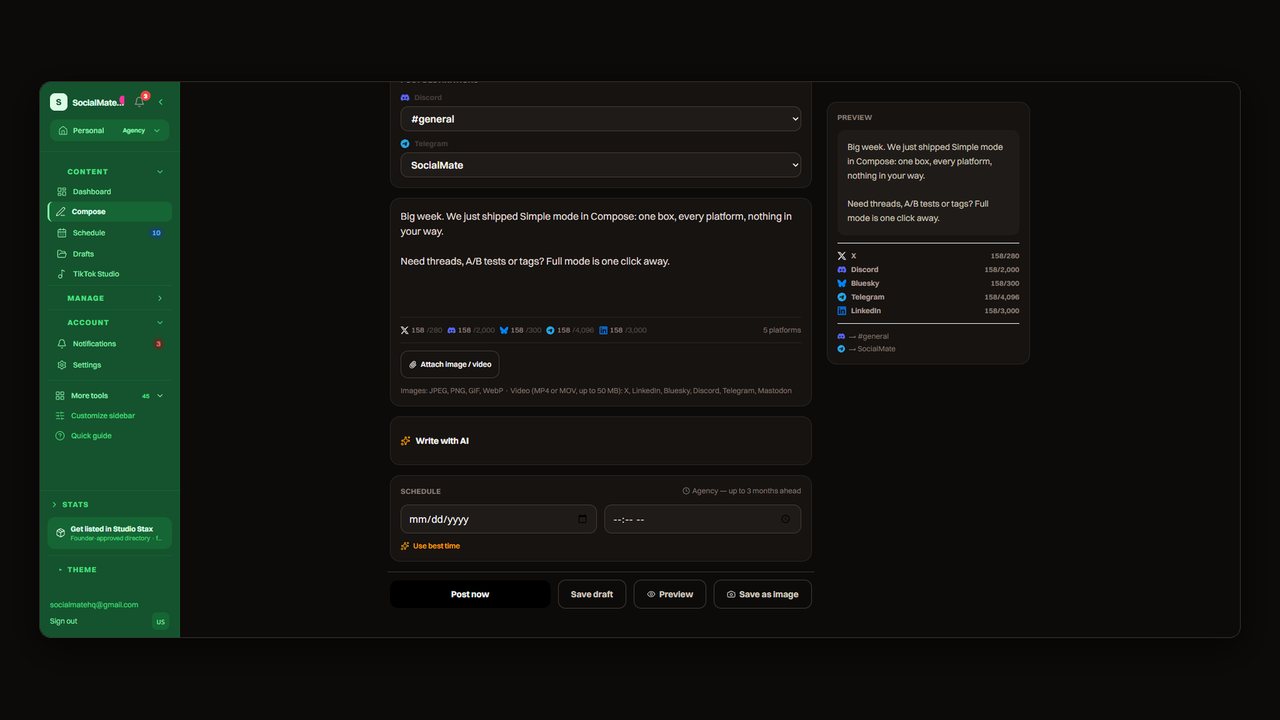 S SocialMate...
3
Personal Agency
CONTENT
Dashboard
Compose
Schedule 10
Drafts
TikTok Studio
MANAGE
ACCOUNT
Notifications 3
Settings
More tools 45
Customize sidebar
Quick guide
STATS
Get listed in Studio Stax
Founder-approved directory · f...
THEME
socialmatehq@gmail.com
Sign out US
Discord
#general
Telegram
SocialMate
Big week. We just shipped Simple mode in Compose: one box, every platform, nothing in
your way.
Need threads, A/B tests or tags? Full mode is one click away.
158 /280 158 /2,000 158 /300 158 /4,096 158 /3,000 5 platforms
Attach image / video
Images: JPEG, PNG, GIF, WebP · Video (MP4 or MOV, up to 50 MB): X, LinkedIn, Bluesky, Discord, Telegram, Mastodon
Write with AI
SCHEDULE Agency — up to 3 months ahead
mm/dd/yyyy --:-- --
Use best time
Post now Save draft Preview Save as image
PREVIEW
Big week. We just shipped Simple mode
in Compose: one box, every platform,
nothing in your way.
Need threads, A/B tests or tags? Full
mode is one click away.
X 158/280
Discord 158/2,000
Bluesky 158/300
Telegram 158/4,096
LinkedIn 158/3,000
→ #general
→ SocialMate